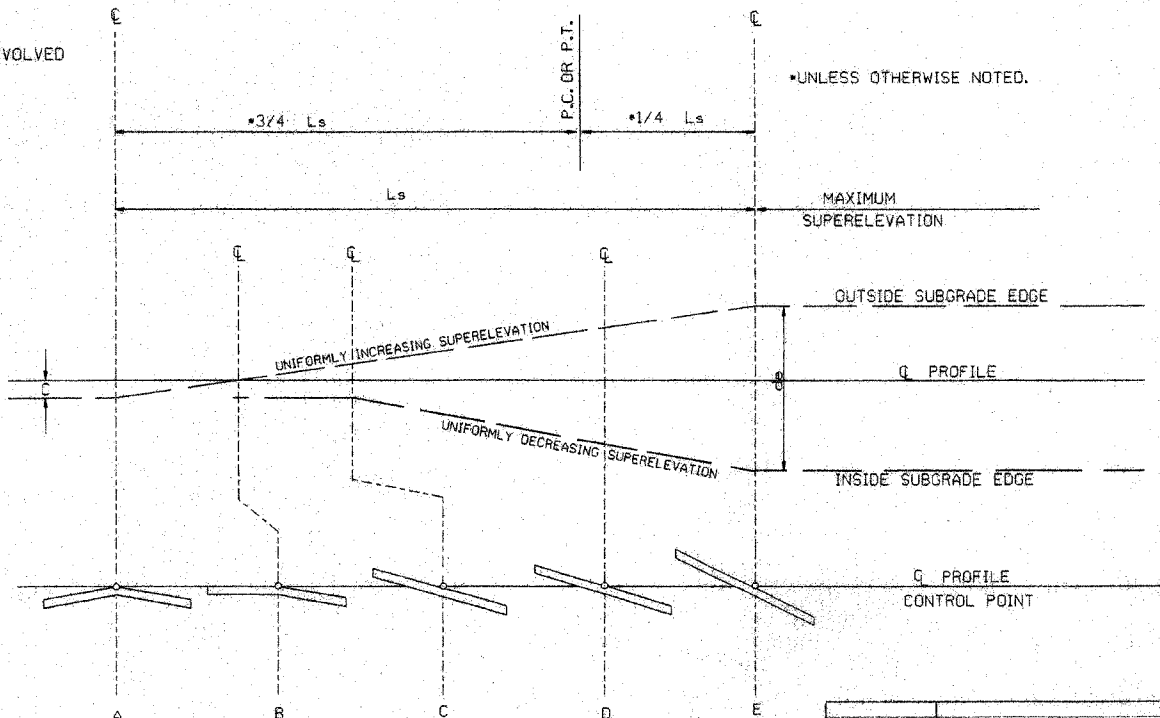 ℄
℄
VOLVED
P.C. OR P.T.
*UNLESS OTHERWISE NOTED.
*3/4 Ls
*1/4 Ls
Ls
MAXIMUM
SUPERELEVATION
℄
℄
℄
OUTSIDE SUBGRADE EDGE
UNIFORMLY INCREASING SUPERELEVATION
℄ PROFILE
C
UNIFORMLY DECREASING SUPERELEVATION
INSIDE SUBGRADE EDGE
℄ PROFILE
CONTROL POINT
A
B
C
D
E